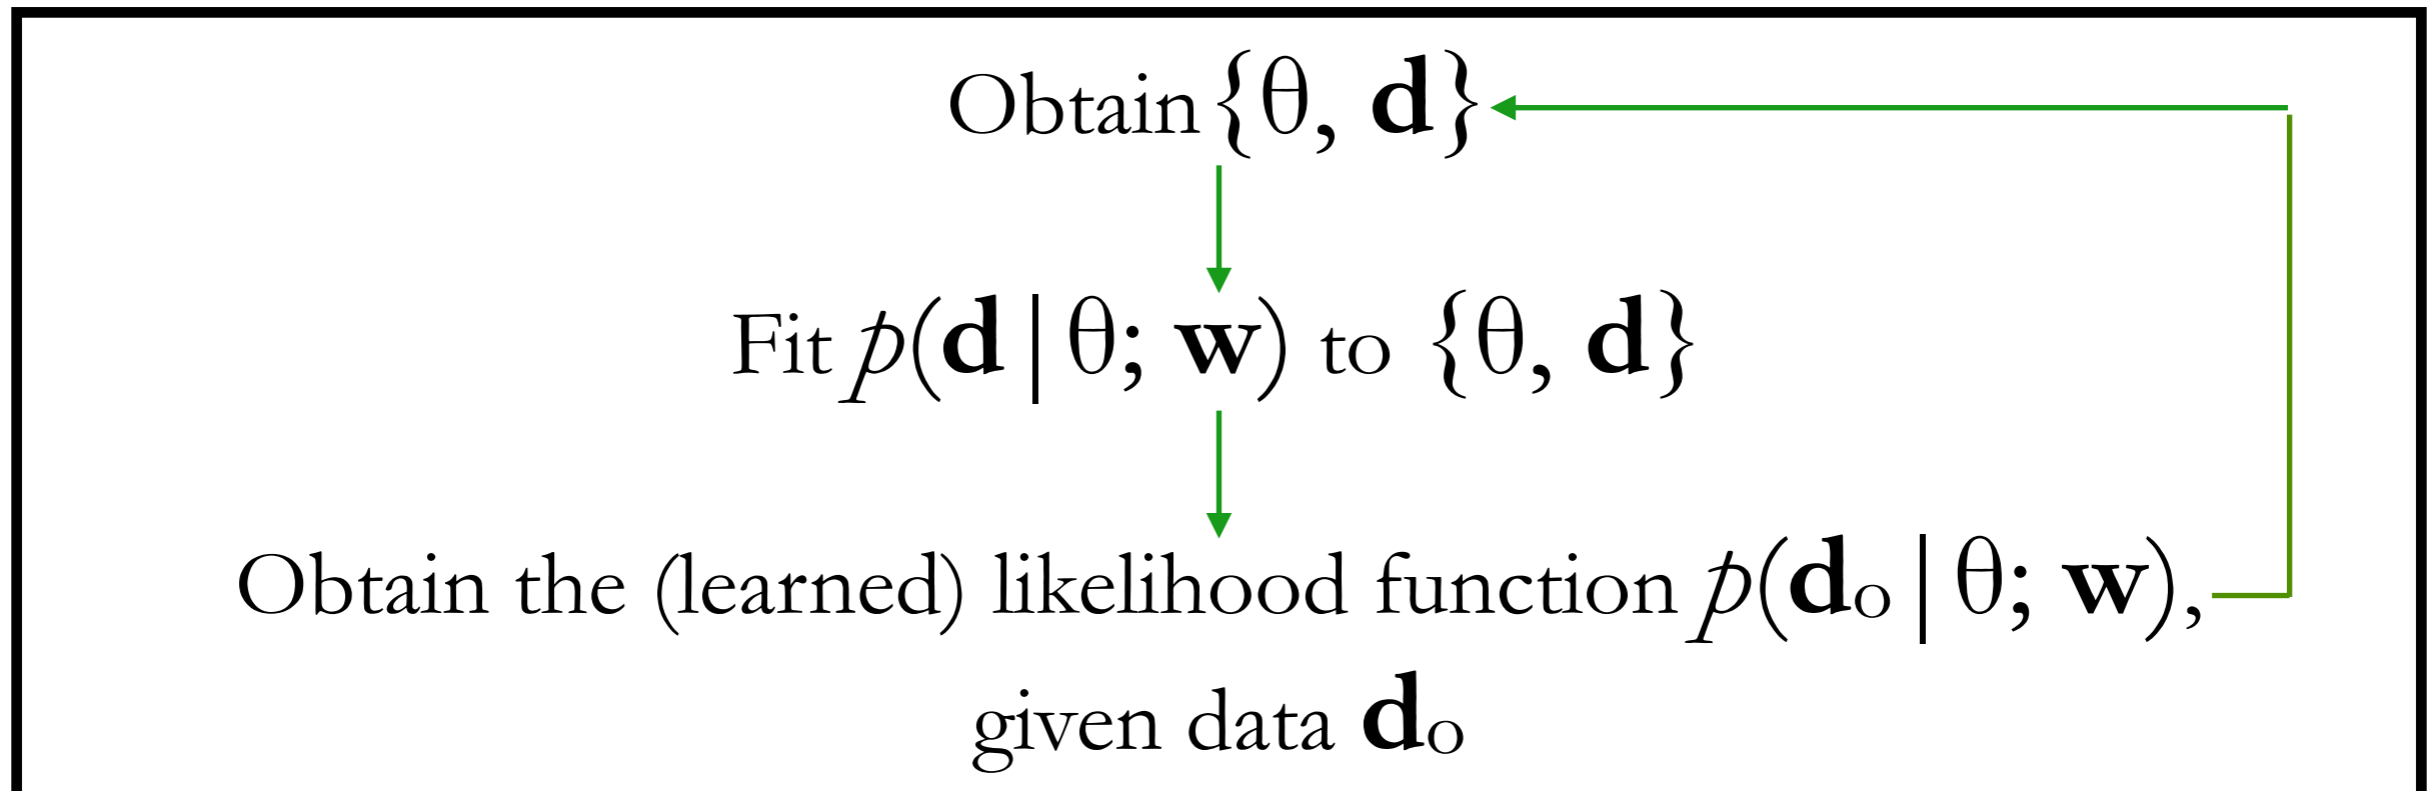 Obtain {θ, d}
Fit p(d | θ; w) to {θ, d}
Obtain the (learned) likelihood function p(dₒ | θ; w),
given data dₒ